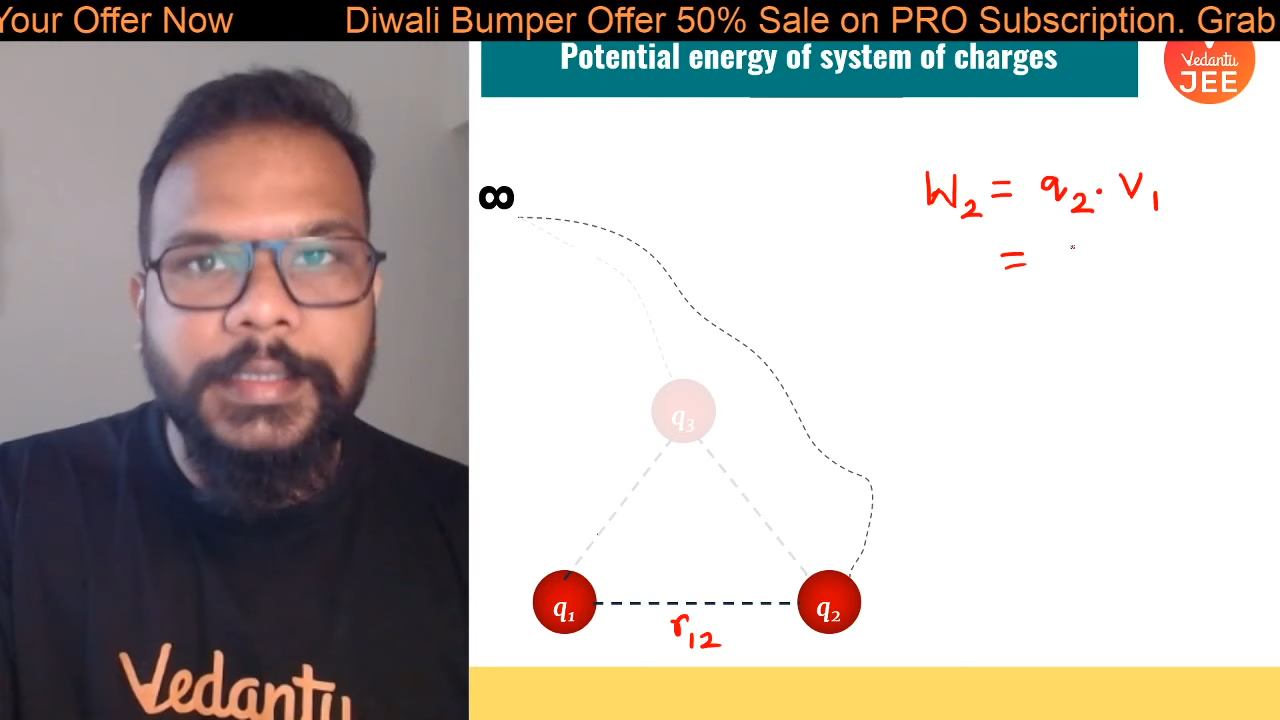 Your Offer Now Diwali Bumper Offer 50% Sale on PRO Subscription. Grab
Potential energy of system of charges
Vedantu
JEE
∞
W₂ = q₂ · V₁
=
q₃
q₁
q₂
r₁₂
Vedantu